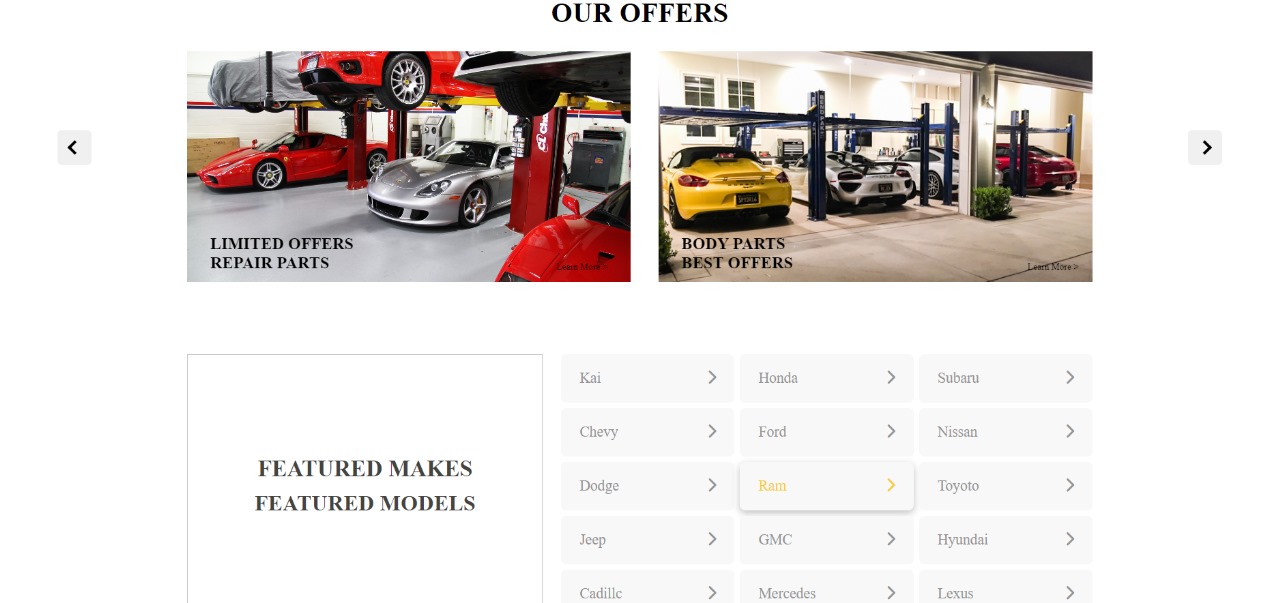 OUR OFFERS
LIMITED OFFERS
REPAIR PARTS
Learn More >
BODY PARTS
BEST OFFERS
Learn More >
FEATURED MAKES
FEATURED MODELS
Kai
Honda
Subaru
Chevy
Ford
Nissan
Dodge
Ram
Toyoto
Jeep
GMC
Hyundai
Cadillc
Mercedes
Lexus